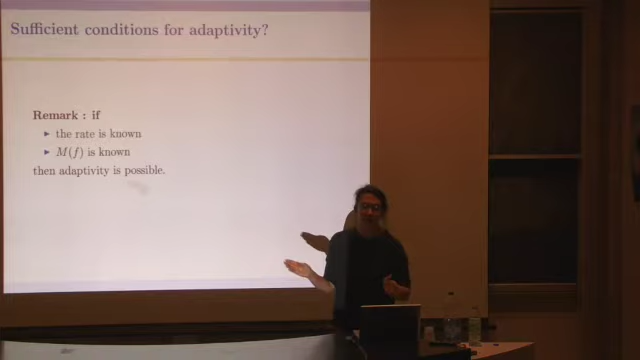 Sufficient conditions for adaptivity?
Remark : if
▸ the rate is known
▸ M(f) is known
then adaptivity is possible.